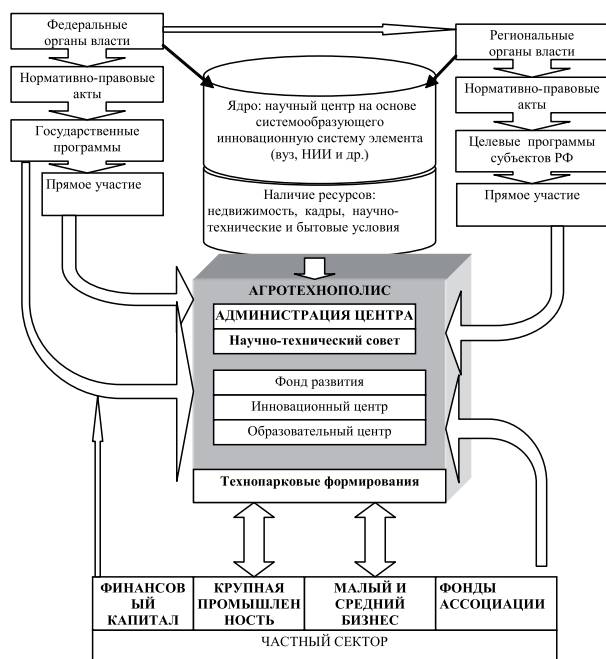 Федеральные
органы власти
Нормативно-правовые
акты
Государственные
программы
Прямое участие
Ядро: научный центр на основе
системообразующего
инновационную систему элемента
(вуз, НИИ и др.)
Наличие ресурсов:
недвижимость, кадры, научно-
технические и бытовые условия
Региональные
органы власти
Нормативно-правовые
акты
Целевые программы
субъектов РФ
Прямое участие
АГРОТЕХНОПОЛИС
АДМИНИСТРАЦИЯ ЦЕНТРА
Научно-технический совет
Фонд развития
Инновационный центр
Образовательный центр
Технопарковые формирования
ФИНАНСОВ
ЫЙ
КАПИТАЛ
КРУПНАЯ
ПРОМЫШЛЕН
НОСТЬ
МАЛЫЙ И
СРЕДНИЙ
БИЗНЕС
ФОНДЫ
АССОЦИАЦИИ
ЧАСТНЫЙ СЕКТОР